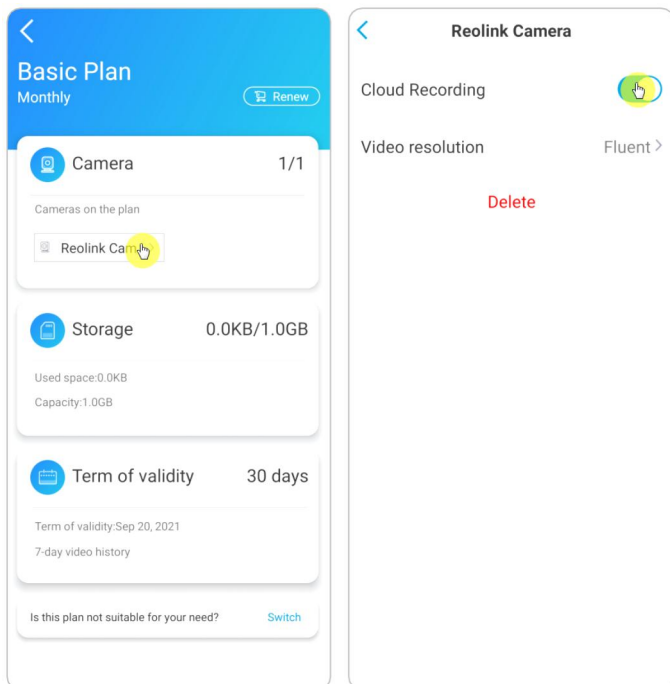 Basic Plan
Monthly
Renew
Camera 1/1
Cameras on the plan
Reolink Cam
Storage 0.0KB/1.0GB
Used space:0.0KB
Capacity:1.0GB
Term of validity 30 days
Term of validity:Sep 20, 2021
7-day video history
Is this plan not suitable for your need? Switch
Reolink Camera
Cloud Recording
Video resolution Fluent
Delete